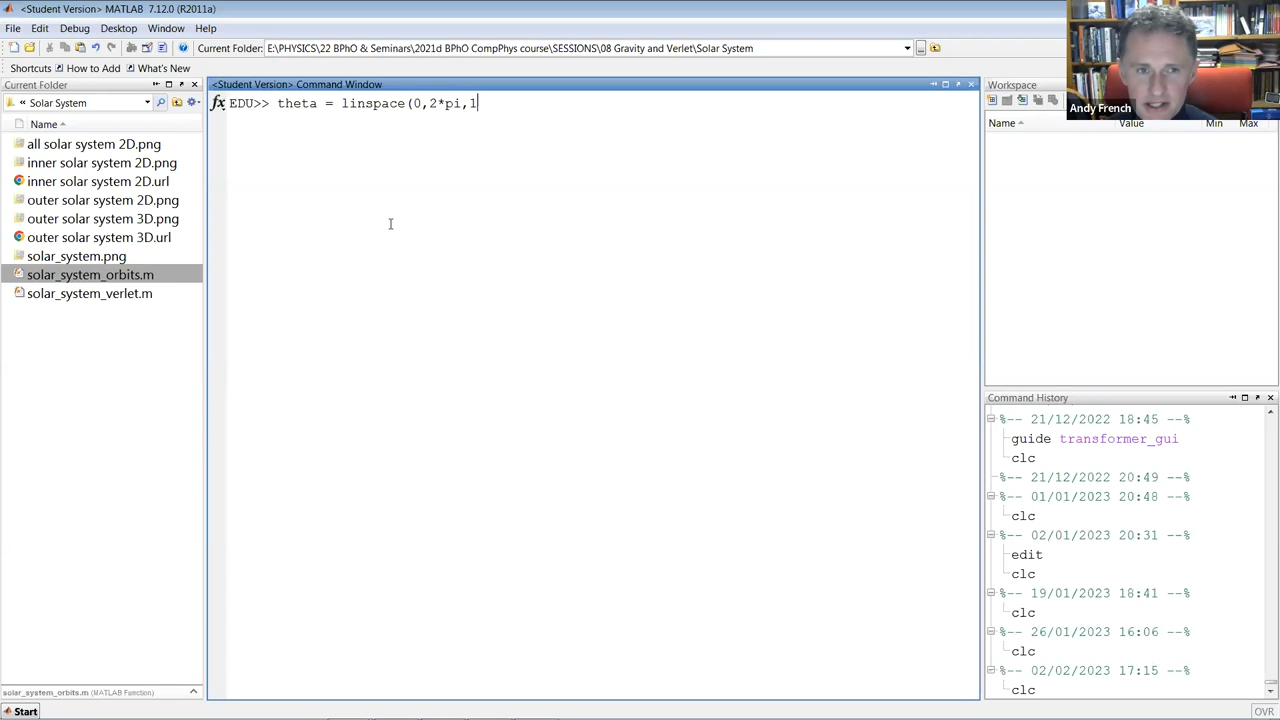 <Student Version> MATLAB 7.12.0 (R2011a)
File Edit Debug Desktop Window Help
Current Folder: E:\PHYSICS\22 BPhO & Seminars\2021d BPhO CompPhys course\SESSIONS\08 Gravity and Verlet\Solar System
Shortcuts How to Add What's New
Current Folder
« Solar System
Name
all solar system 2D.png
inner solar system 2D.png
inner solar system 2D.url
outer solar system 2D.png
outer solar system 3D.png
outer solar system 3D.url
solar_system.png
solar_system_orbits.m
solar_system_verlet.m
solar_system_orbits.m (MATLAB Function)
Start
<Student Version> Command Window
fx EDU>> theta = linspace(0,2*pi,1
Workspace
Name Value Min Max
Andy French
Command History
%-- 21/12/2022 18:45 --%
guide transformer_gui
clc
%-- 21/12/2022 20:49 --%
%-- 01/01/2023 20:48 --%
clc
%-- 02/01/2023 20:31 --%
edit
clc
%-- 19/01/2023 18:41 --%
clc
%-- 26/01/2023 16:06 --%
clc
%-- 02/02/2023 17:15 --%
clc
OVR